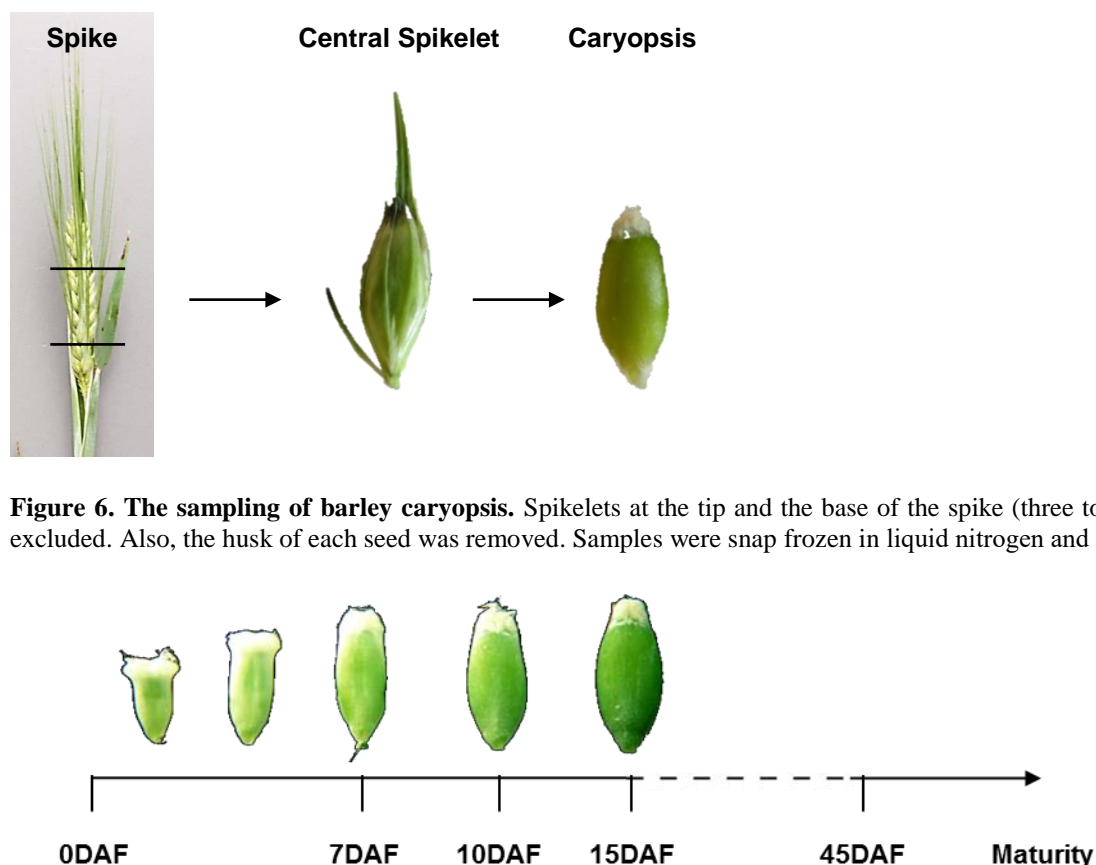 Spike Central Spikelet Caryopsis
Figure 6. The sampling of barley caryopsis. Spikelets at the tip and the base of the spike (three to
excluded. Also, the husk of each seed was removed. Samples were snap frozen in liquid nitrogen and
0DAF 7DAF 10DAF 15DAF 45DAF Maturity